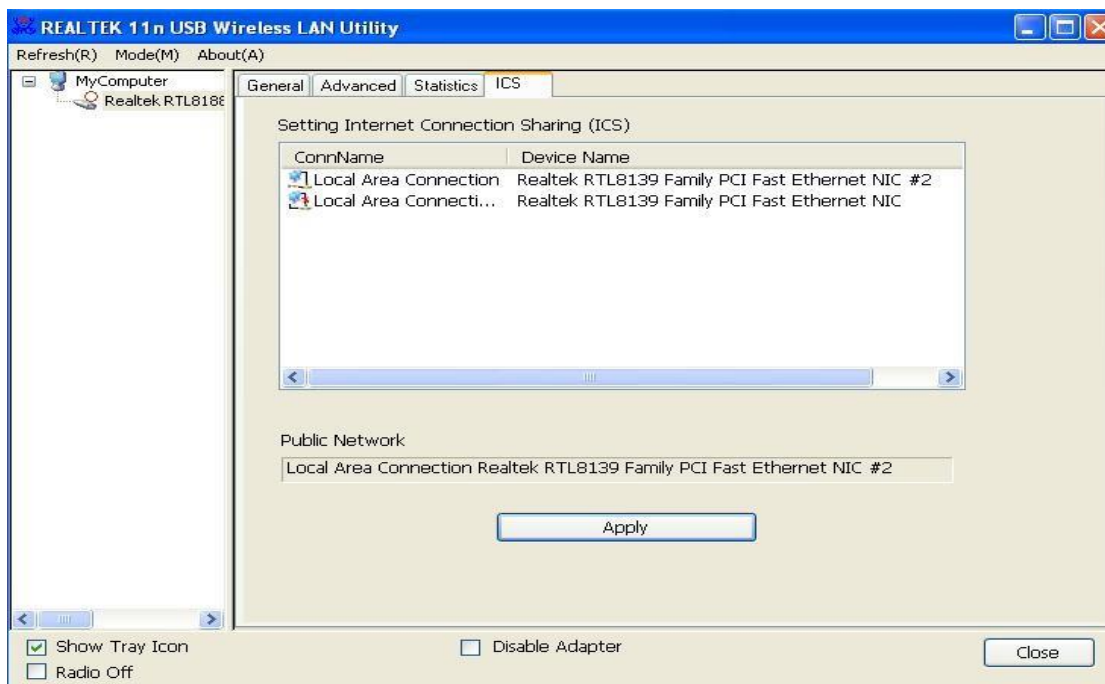 REALTEK 11n USB Wireless LAN Utility
Refresh(R) Mode(M) About(A)
MyComputer
Realtek RTL8188
General Advanced Statistics ICS
Setting Internet Connection Sharing (ICS)
ConnName Device Name
Local Area Connection Realtek RTL8139 Family PCI Fast Ethernet NIC #2
Local Area Connecti... Realtek RTL8139 Family PCI Fast Ethernet NIC
Public Network
Local Area Connection Realtek RTL8139 Family PCI Fast Ethernet NIC #2
Apply
Show Tray Icon
Radio Off
Disable Adapter
Close